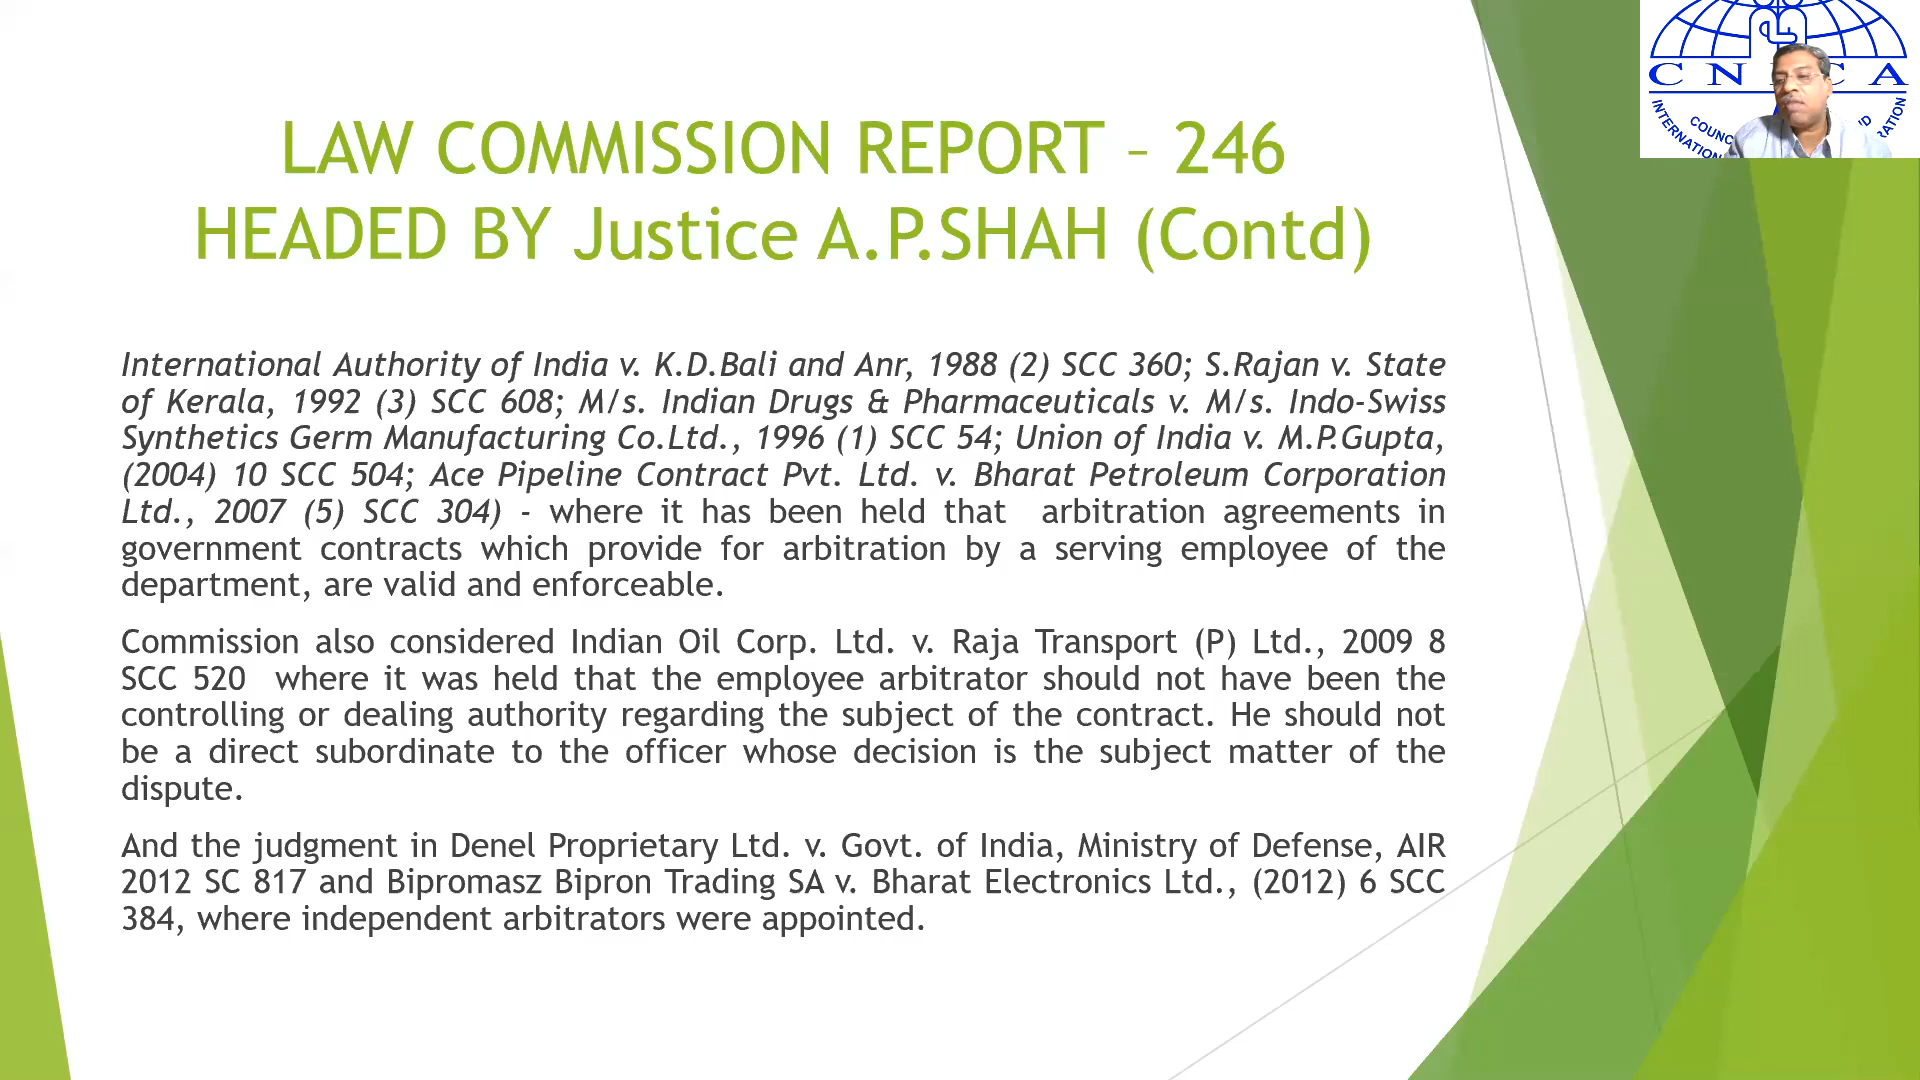 LAW COMMISSION REPORT – 246
HEADED BY Justice A.P.SHAH (Contd)
International Authority of India v. K.D.Bali and Anr, 1988 (2) SCC 360; S.Rajan v. State
of Kerala, 1992 (3) SCC 608; M/s. Indian Drugs & Pharmaceuticals v. M/s. Indo-Swiss
Synthetics Germ Manufacturing Co.Ltd., 1996 (1) SCC 54; Union of India v. M.P.Gupta,
(2004) 10 SCC 504; Ace Pipeline Contract Pvt. Ltd. v. Bharat Petroleum Corporation
Ltd., 2007 (5) SCC 304) - where it has been held that arbitration agreements in
government contracts which provide for arbitration by a serving employee of the
department, are valid and enforceable.
Commission also considered Indian Oil Corp. Ltd. v. Raja Transport (P) Ltd., 2009 8
SCC 520 where it was held that the employee arbitrator should not have been the
controlling or dealing authority regarding the subject of the contract. He should not
be a direct subordinate to the officer whose decision is the subject matter of the
dispute.
And the judgment in Denel Proprietary Ltd. v. Govt. of India, Ministry of Defense, AIR
2012 SC 817 and Bipromasz Bipron Trading SA v. Bharat Electronics Ltd., (2012) 6 SCC
384, where independent arbitrators were appointed.
C N C A
INTERNATION